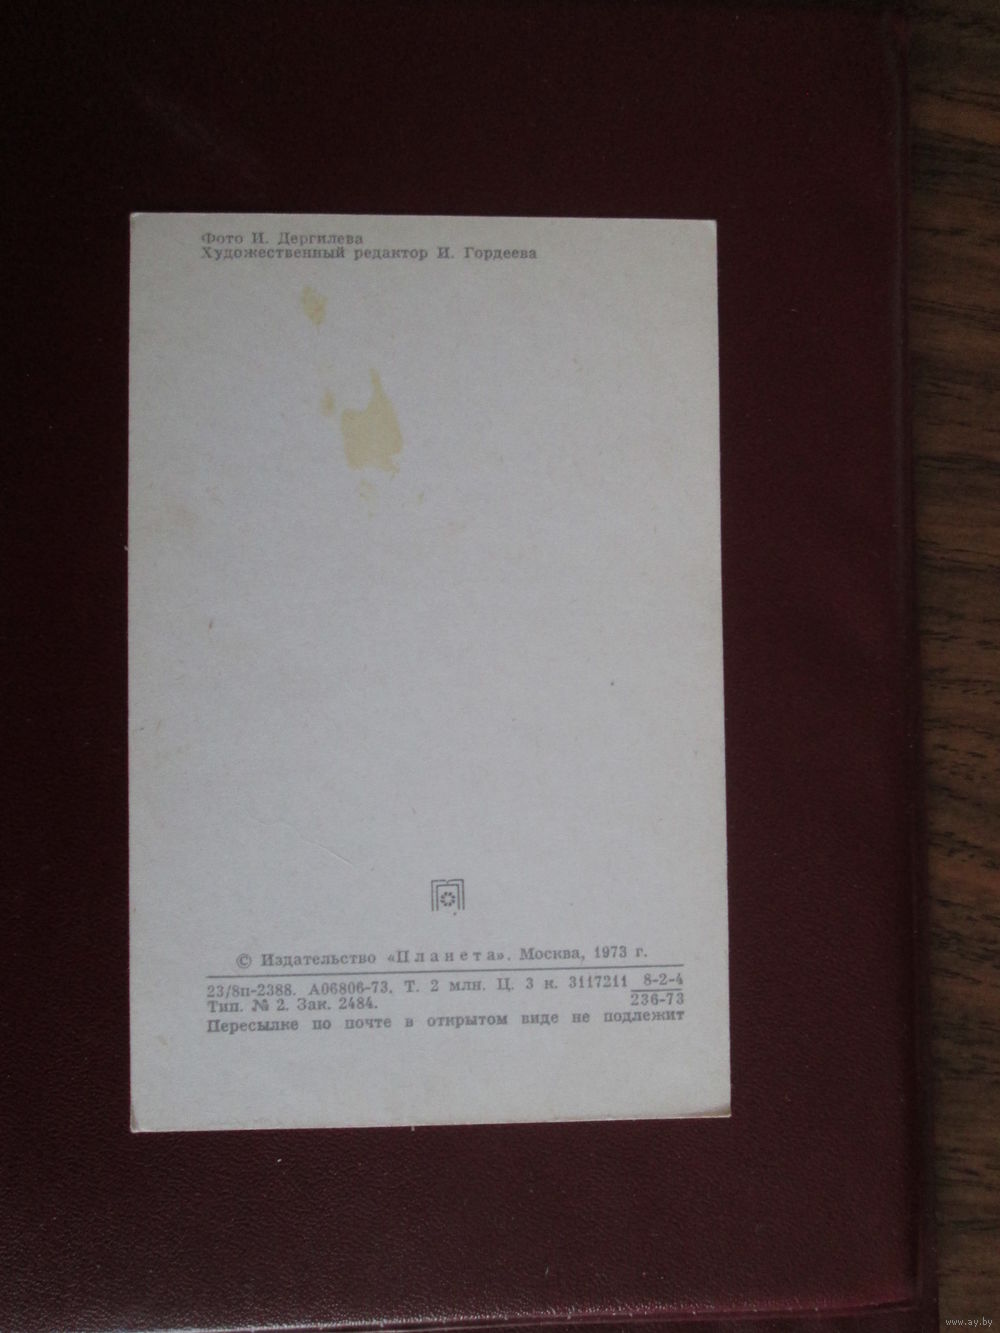 Фото И. Дергилева
Художественный редактор И. Гордеева
© Издательство «Планета». Москва, 1973 г.
23/8п-2388. А06806-73. Т. 2 млн. Ц. 3 к. 3117211 8-2-4
Тип. № 2. Зак. 2484. 236-73
Пересылке по почте в открытом виде не подлежит
www.ay.by